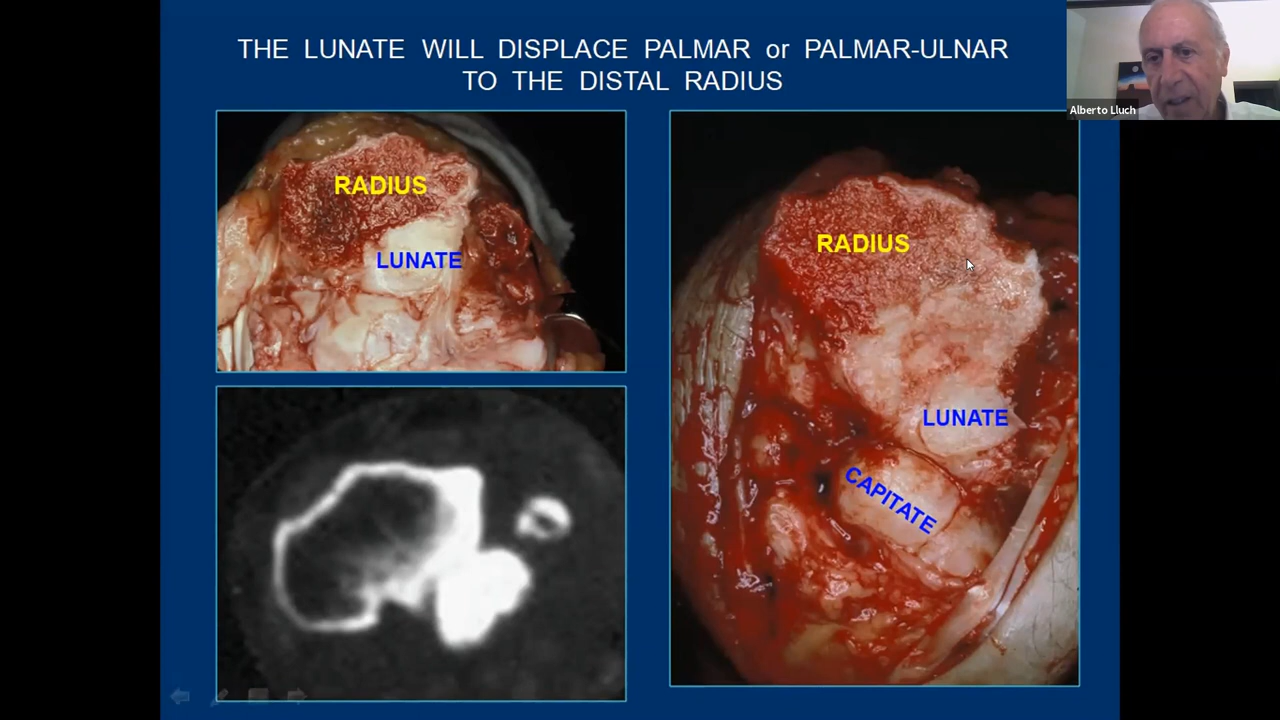 THE LUNATE WILL DISPLACE PALMAR or PALMAR-ULNAR
TO THE DISTAL RADIUS
Alberto Lluch
RADIUS
LUNATE
RADIUS
LUNATE
CAPITATE